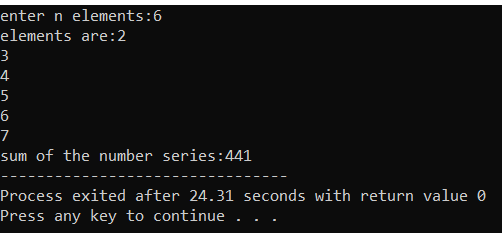 enter n elements:6
elements are:2
3
4
5
6
7
sum of the number series:441
--------------------------------
Process exited after 24.31 seconds with return value 0
Press any key to continue . . .